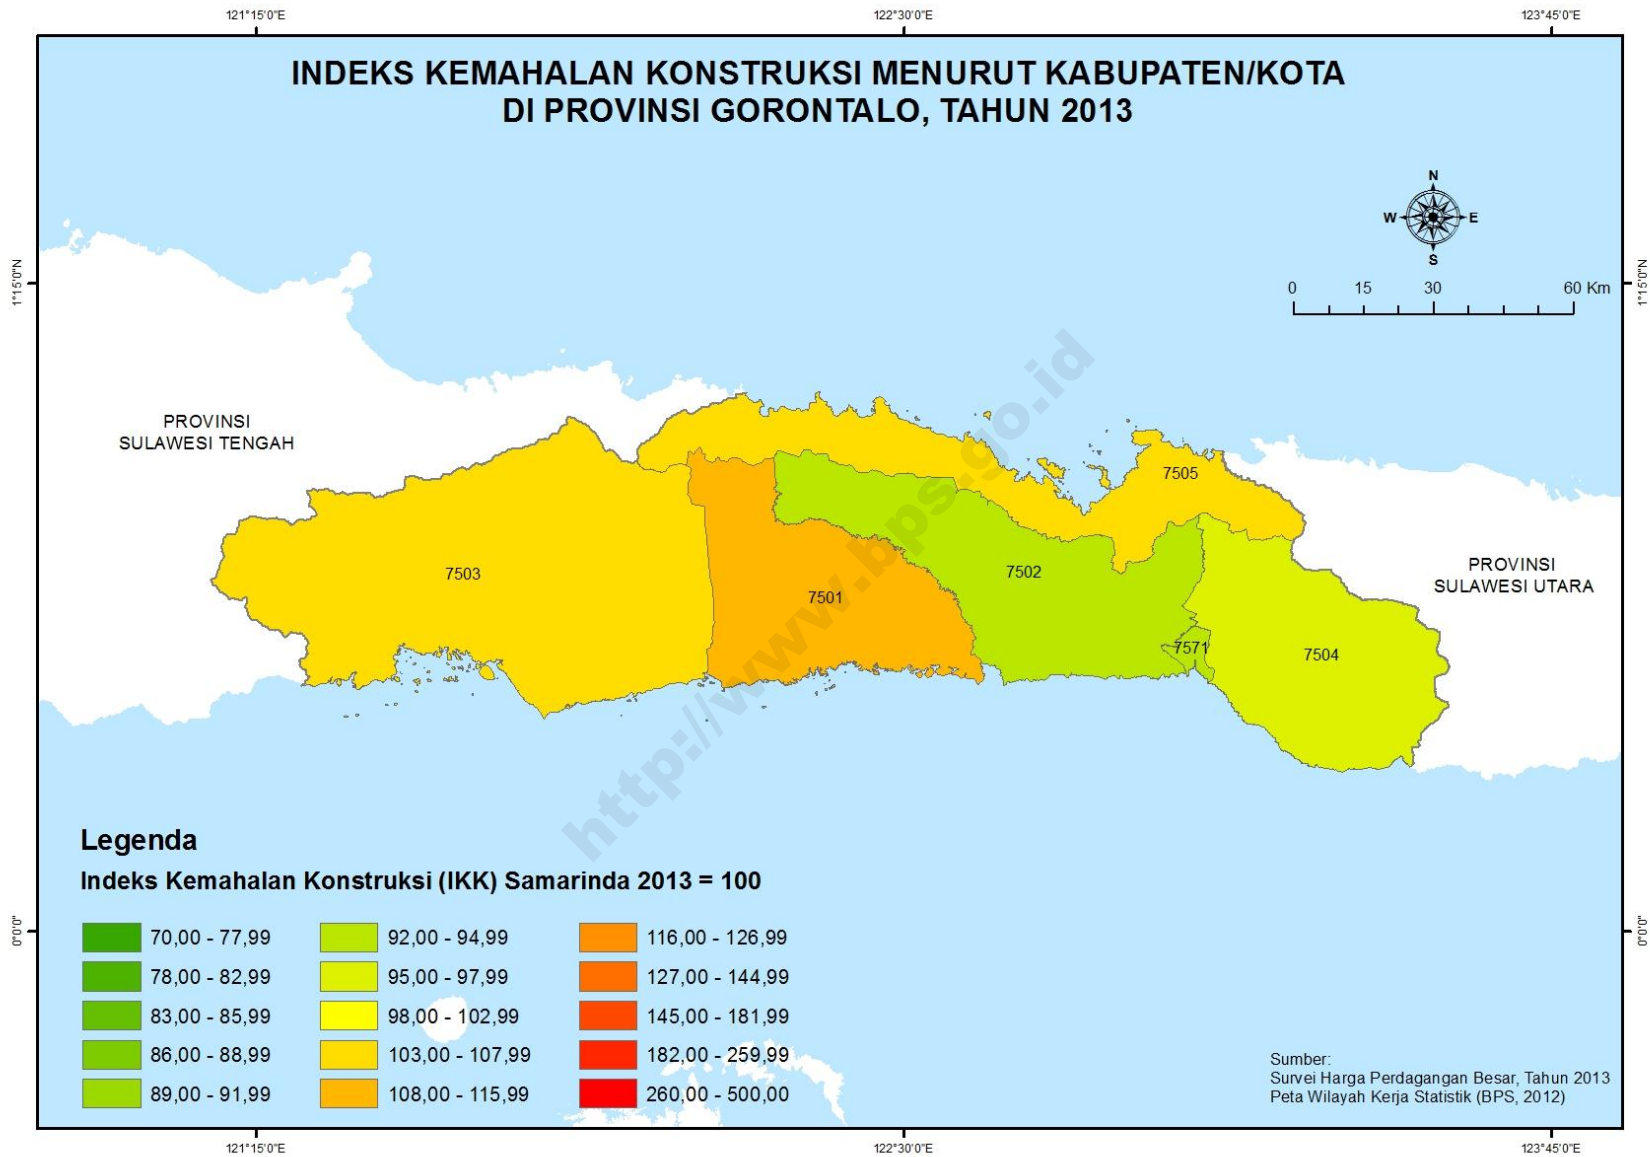 121°15'0"E
122°30'0"E
123°45'0"E
INDEKS KEMAHALAN KONSTRUKSI MENURUT KABUPATEN/KOTA
DI PROVINSI GORONTALO, TAHUN 2013
N
W
E
S
1°15'0"N
1°15'0"N
0
15
30
60 Km
PROVINSI
SULAWESI TENGAH
7505
PROVINSI
SULAWESI UTARA
7503
7501
7502
7571
7504
http://www.bps.go.id
Legenda
Indeks Kemahalan Konstruksi (IKK) Samarinda 2013 = 100
0°0'0"
0°0'0"
70,00 - 77,99
78,00 - 82,99
83,00 - 85,99
86,00 - 88,99
89,00 - 91,99
92,00 - 94,99
95,00 - 97,99
98,00 - 102,99
103,00 - 107,99
108,00 - 115,99
116,00 - 126,99
127,00 - 144,99
145,00 - 181,99
182,00 - 259,99
260,00 - 500,00
Sumber:
Survei Harga Perdagangan Besar, Tahun 2013
Peta Wilayah Kerja Statistik (BPS, 2012)
121°15'0"E
122°30'0"E
123°45'0"E